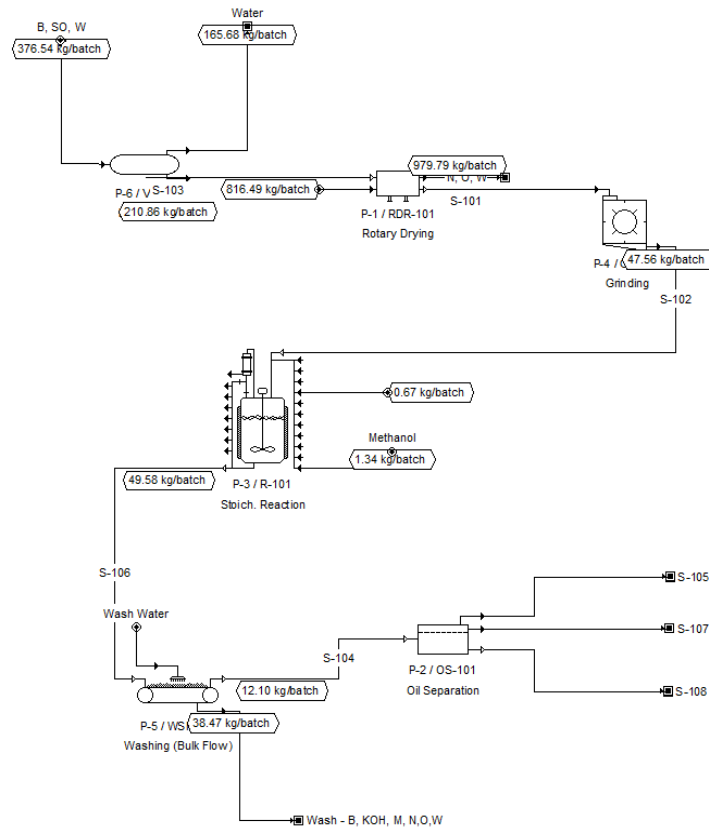 B, SO, W
376.54 kg/batch
Water
165.68 kg/batch
P-6 / V
S-103
210.86 kg/batch
816.49 kg/batch
979.79 kg/batch
N, O, W
S-101
P-1 / RDR-101
Rotary Drying
P-4 /
47.56 kg/batch
Grinding
S-102
0.67 kg/batch
Methanol
1.34 kg/batch
49.58 kg/batch
P-3 / R-101
Stoich. Reaction
S-106
Wash Water
S-105
S-107
S-104
P-2 / OS-101
Oil Separation
S-108
12.10 kg/batch
P-5 / WS
38.47 kg/batch
Washing (Bulk Flow)
Wash - B, KOH, M, N,O,W